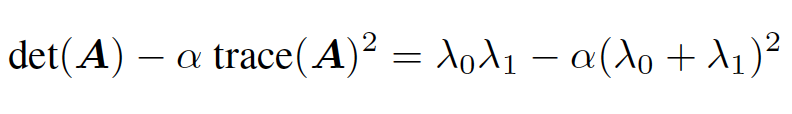 det(A) − α trace(A)² = λ₀λ₁ − α(λ₀ + λ₁)²